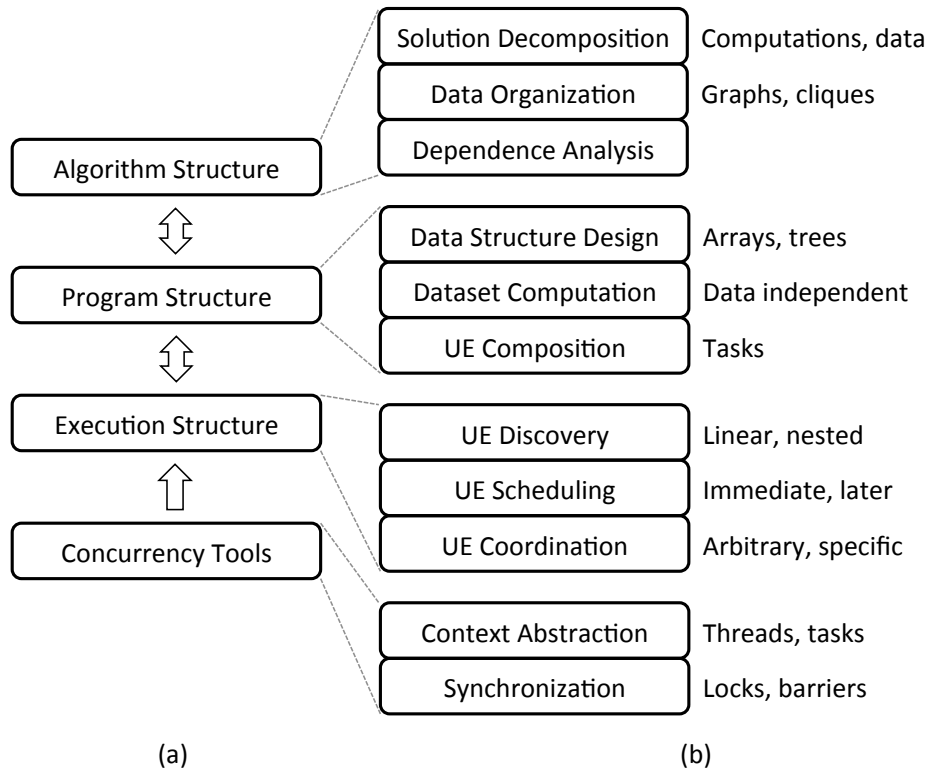 Solution Decomposition Computations, data
Data Organization Graphs, cliques
Algorithm Structure
Dependence Analysis
Data Structure Design Arrays, trees
Program Structure
Dataset Computation Data independent
UE Composition Tasks
Execution Structure
UE Discovery Linear, nested
UE Scheduling Immediate, later
Concurrency Tools
UE Coordination Arbitrary, specific
Context Abstraction Threads, tasks
Synchronization Locks, barriers
(a) (b)